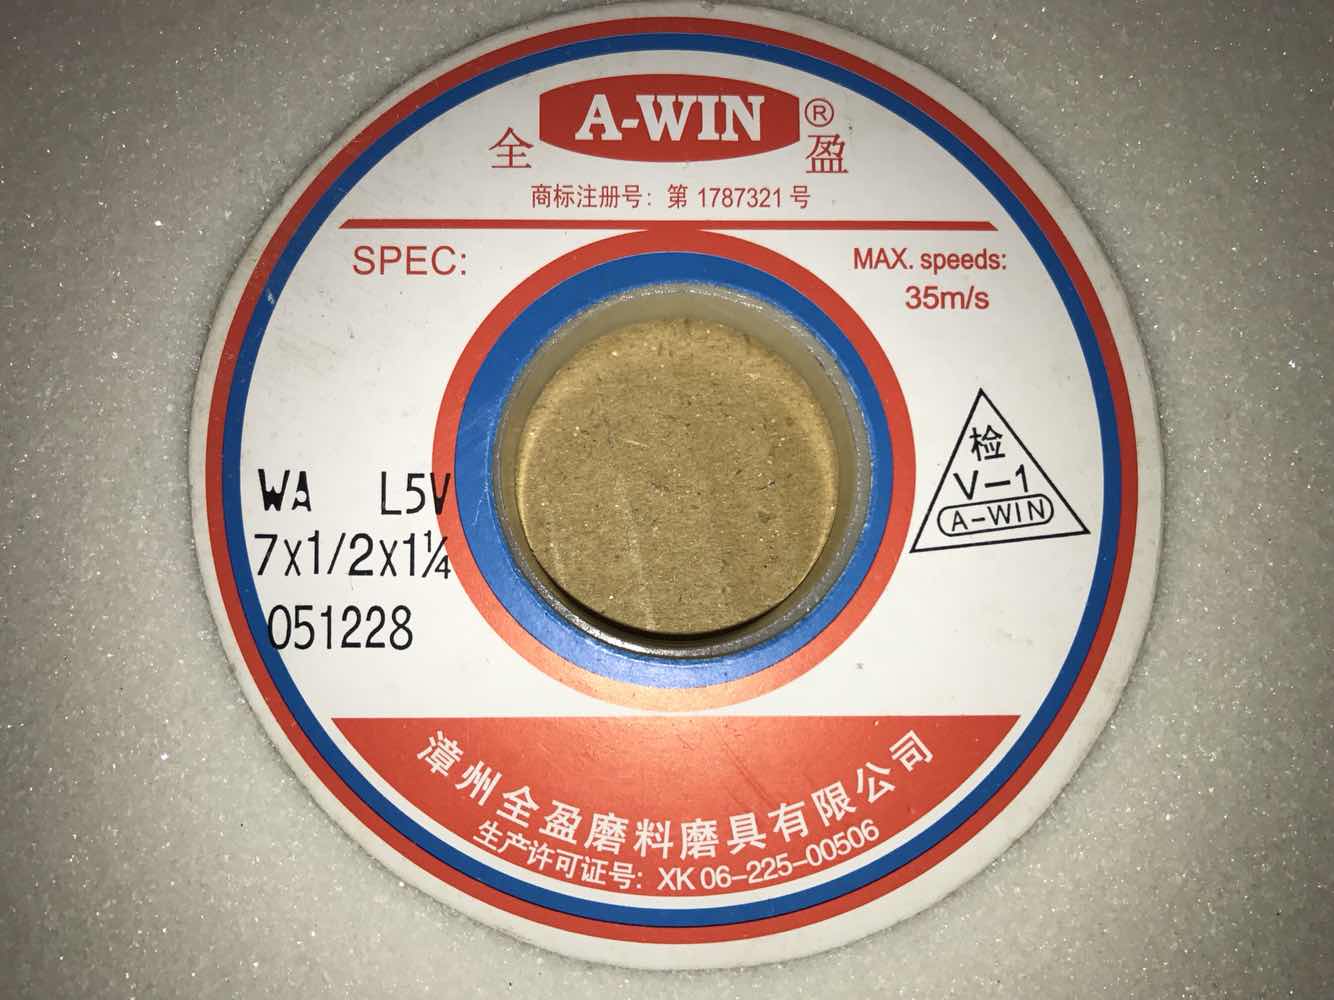 A-WIN ®
全 盈
商标注册号：第 1787321 号
SPEC:
MAX. speeds:
35m/s
WA L5V
7x1/2x1¼
051228
检
V-1
A-WIN
漳州全盈磨料磨具有限公司
生产许可证号：XK 06-225-00506